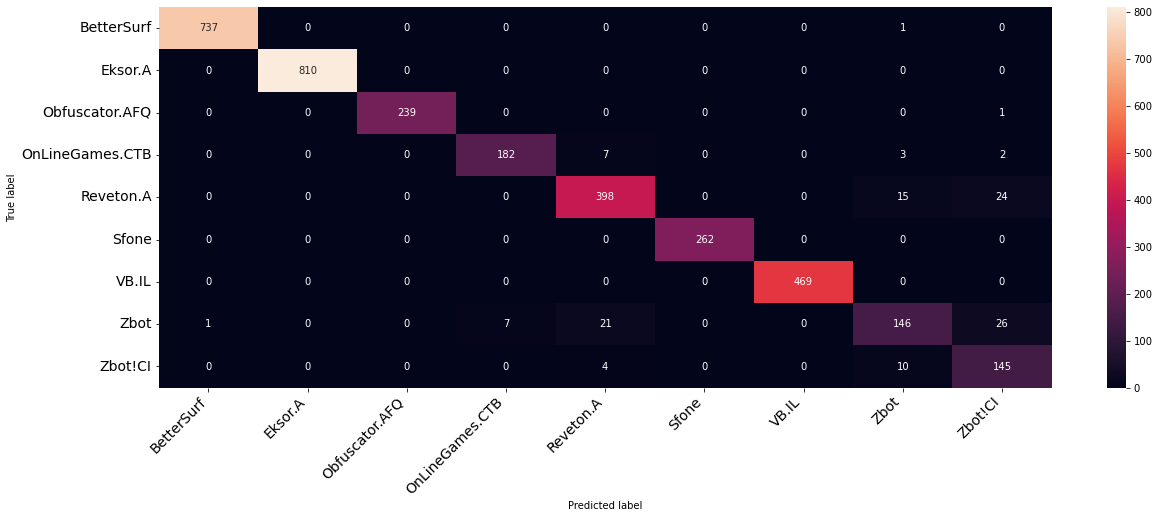 BetterSurf 737 0 0 0 0 0 0 1 0
Eksor.A 0 810 0 0 0 0 0 0 0
Obfuscator.AFQ 0 0 239 0 0 0 0 0 1
OnLineGames.CTB 0 0 0 182 7 0 0 3 2
Reveton.A 0 0 0 0 398 0 0 15 24
Sfone 0 0 0 0 0 262 0 0 0
VB.IL 0 0 0 0 0 0 469 0 0
Zbot 1 0 0 7 21 0 0 146 26
Zbot!CI 0 0 0 0 4 0 0 10 145
True label
BetterSurf
Eksor.A
Obfuscator.AFQ
OnLineGames.CTB
Reveton.A
Sfone
VB.IL
Zbot
Zbot!CI
Predicted label
800
700
600
500
400
300
200
100
0